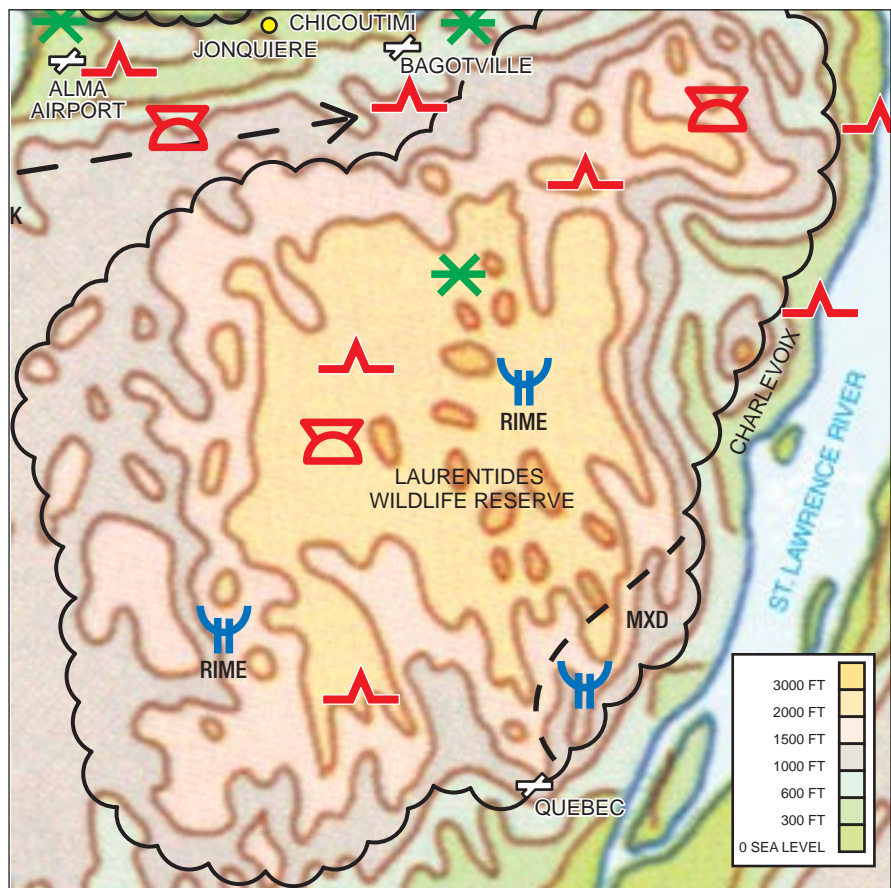 CHICOUTIMI
JONQUIERE
BAGOTVILLE
ALMA
AIRPORT
K
CHARLEVOIX
RIME
LAURENTIDES
WILDLIFE RESERVE
ST. LAWRENCE RIVER
MXD
RIME
QUEBEC
3000 FT
2000 FT
1500 FT
1000 FT
600 FT
300 FT
0 SEA LEVEL